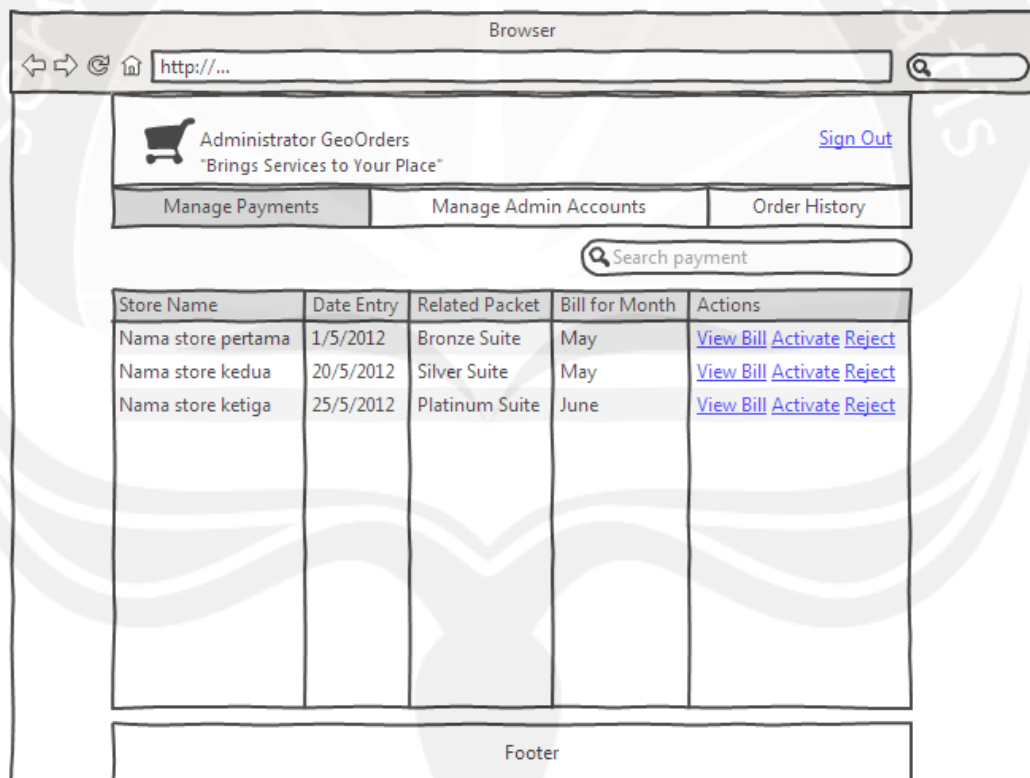 Browser
http://...
Administrator GeoOrders
Sign Out
"Brings Services to Your Place"
Manage Payments Manage Admin Accounts Order History
Search payment
Store Name Date Entry Related Packet Bill for Month Actions
Nama store pertama 1/5/2012 Bronze Suite May View Bill Activate Reject
Nama store kedua 20/5/2012 Silver Suite May View Bill Activate Reject
Nama store ketiga 25/5/2012 Platinum Suite June View Bill Activate Reject
Footer